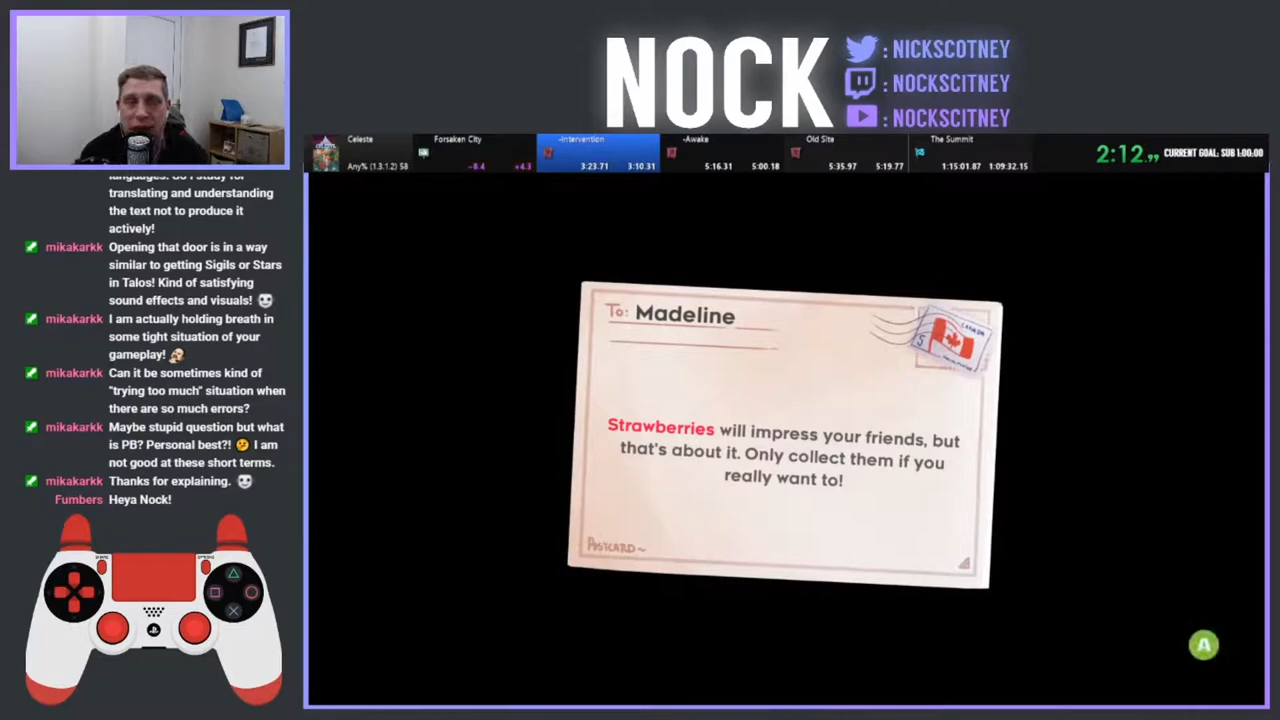 NOCK
: NICKSCOTNEY
: NOCKSCITNEY
: NOCKSCITNEY
Celeste
Any% (1.3.1.2) 58
Forsaken City
-8.4 +4.3
-Intervention
3:23.71 3:10.31
-Awake
5:16.31 5:00.18
Old Site
5:35.97 5:19.77
The Summit
1:15:01.87 1:09:32.15
2:12.99
CURRENT GOAL: SUB 1:00:00
translating and understanding
the text not to produce it
actively!
mikakarkk Opening that door is in a way
similar to getting Sigils or Stars
in Talos! Kind of satisfying
sound effects and visuals!
mikakarkk I am actually holding breath in
some tight situation of your
gameplay!
mikakarkk Can it be sometimes kind of
"trying too much" situation when
there are so much errors?
mikakarkk Maybe stupid question but what
is PB? Personal best?! I am
not good at these short terms.
mikakarkk Thanks for explaining.
Fumbers Heya Nock!
To: Madeline
CANADA
5
Strawberries will impress your friends, but
that's about it. Only collect them if you
really want to!
POSTCARD~
A
SHARE
OPTIONS